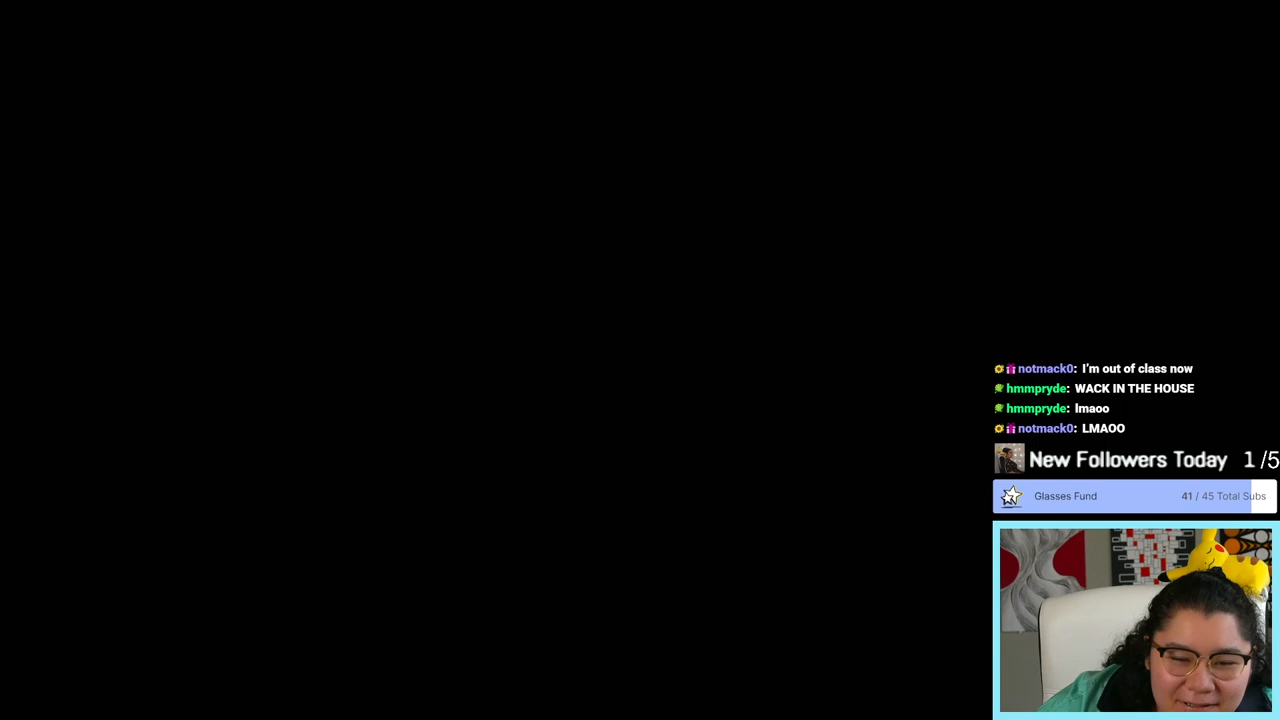 notmack0: I'm out of class now
hmmpryde: WACK IN THE HOUSE
hmmpryde: lmaoo
notmack0: LMAOO
New Followers Today 1 /5
Glasses Fund 41 / 45 Total Subs